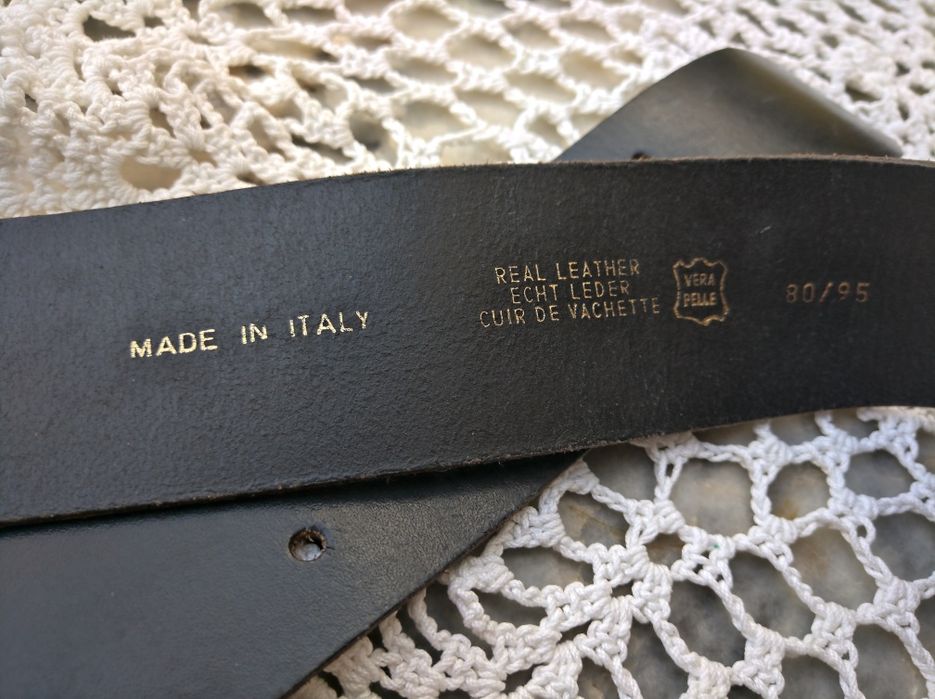 MADE IN ITALY
REAL LEATHER
ECHT LEDER
CUIR DE VACHETTE
VERA
PELLE
80/95